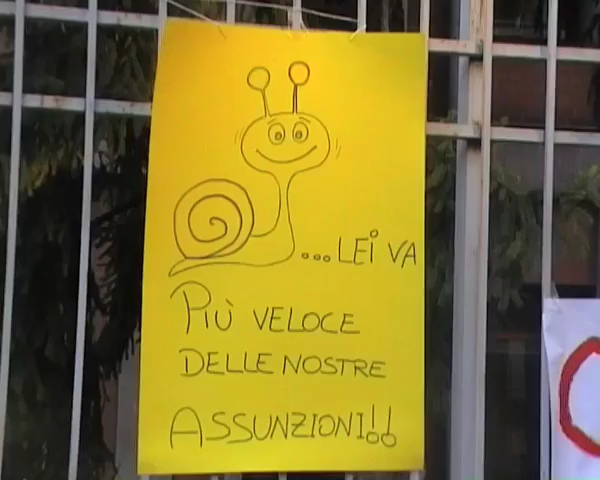 ...LEI VA
PIÙ VELOCE
DELLE NOSTRE
ASSUNZIONI!!